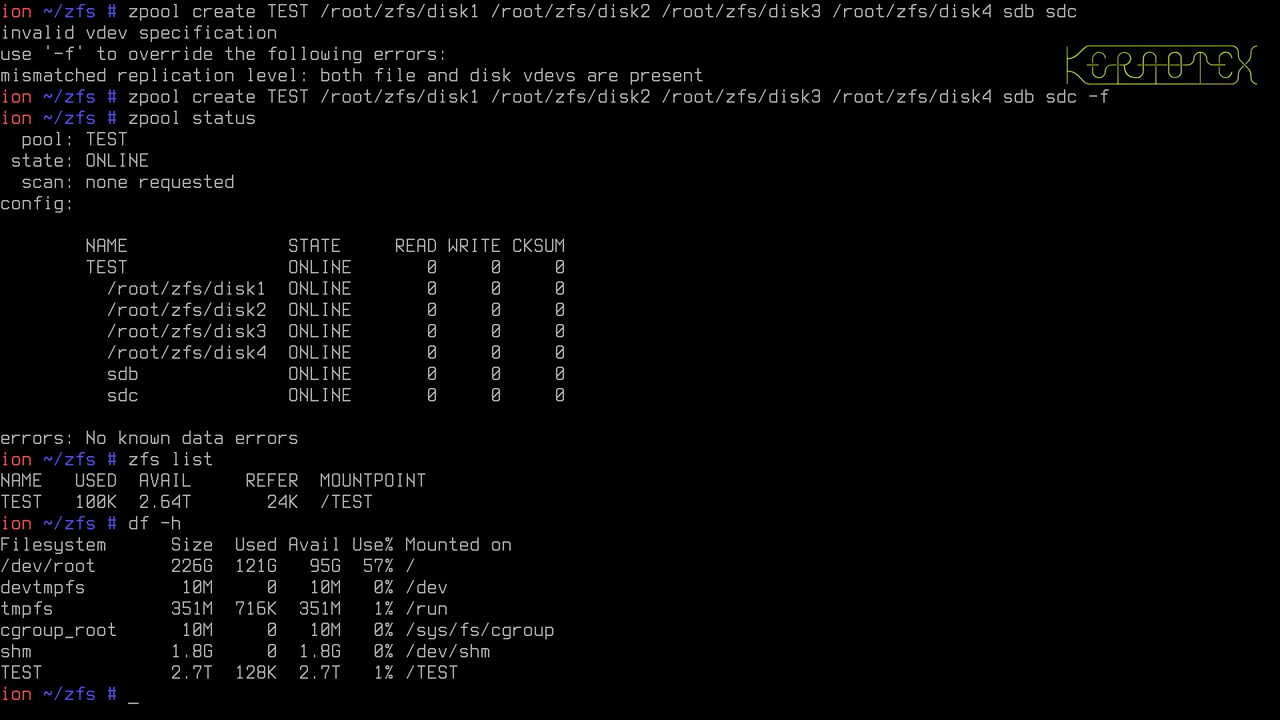 ion ~/zfs # zpool create TEST /root/zfs/disk1 /root/zfs/disk2 /root/zfs/disk3 /root/zfs/disk4 sdb sdc
invalid vdev specification
use '-f' to override the following errors:
mismatched replication level: both file and disk vdevs are present
KERAOTEX
ion ~/zfs # zpool create TEST /root/zfs/disk1 /root/zfs/disk2 /root/zfs/disk3 /root/zfs/disk4 sdb sdc -f
ion ~/zfs # zpool status
  pool: TEST
 state: ONLINE
  scan: none requested
config:
        NAME               STATE     READ WRITE CKSUM
        TEST               ONLINE       0     0     0
          /root/zfs/disk1  ONLINE       0     0     0
          /root/zfs/disk2  ONLINE       0     0     0
          /root/zfs/disk3  ONLINE       0     0     0
          /root/zfs/disk4  ONLINE       0     0     0
          sdb              ONLINE       0     0     0
          sdc              ONLINE       0     0     0
errors: No known data errors
ion ~/zfs # zfs list
NAME   USED  AVAIL     REFER  MOUNTPOINT
TEST   100K  2.64T       24K  /TEST
ion ~/zfs # df -h
Filesystem      Size  Used Avail Use% Mounted on
/dev/root       226G  121G   95G  57% /
devtmpfs         10M     0   10M   0% /dev
tmpfs           351M  716K  351M   1% /run
cgroup_root      10M     0   10M   0% /sys/fs/cgroup
shm             1.8G     0  1.8G   0% /dev/shm
TEST            2.7T  128K  2.7T   1% /TEST
ion ~/zfs # _